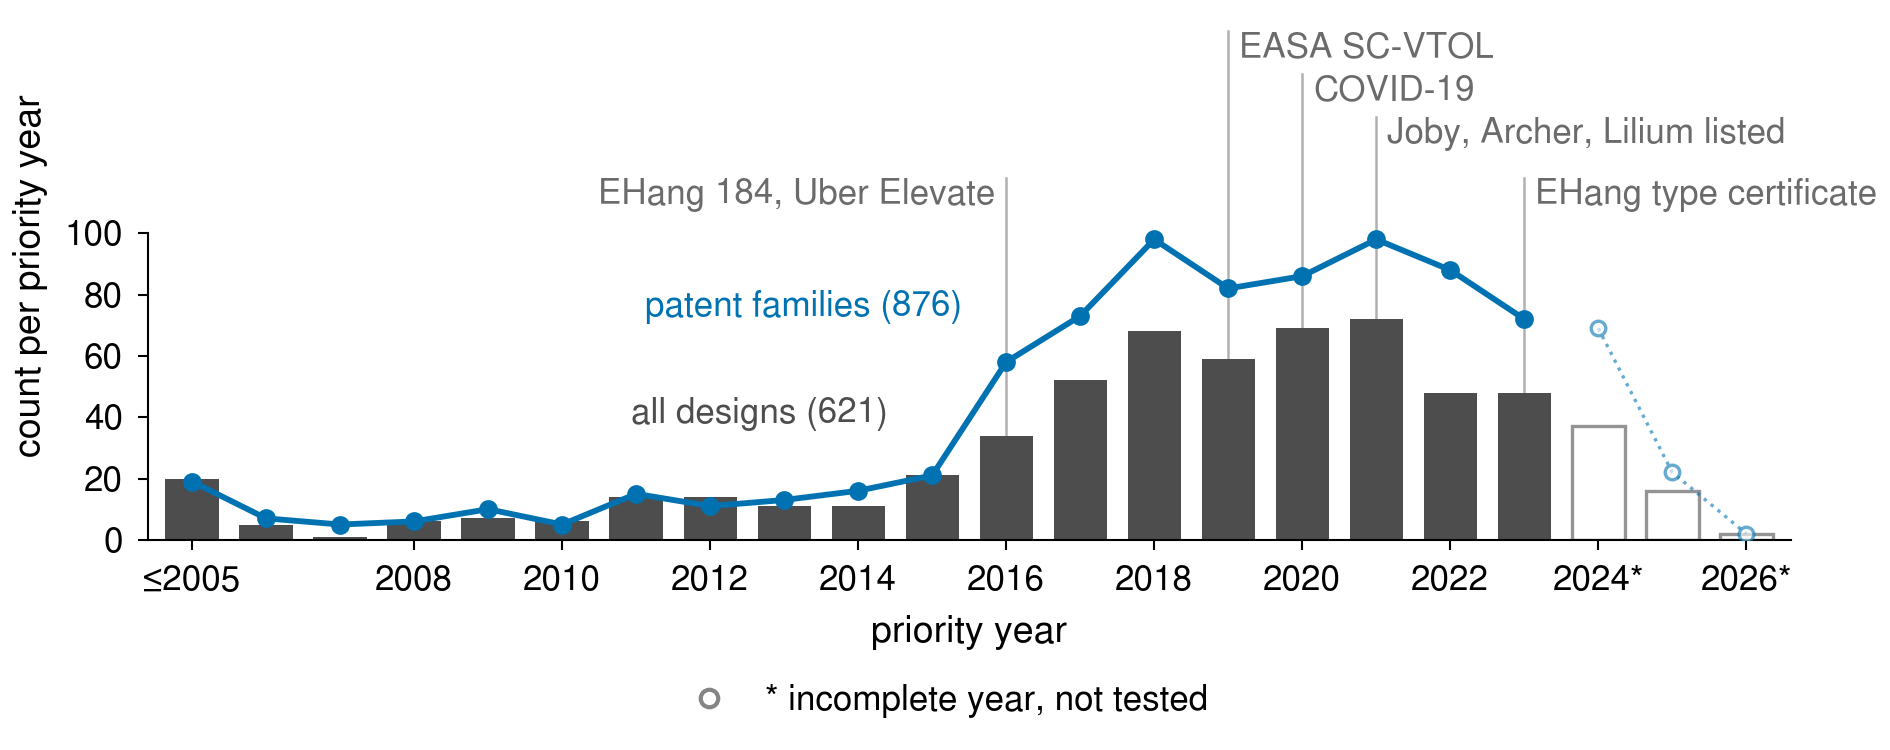 EASA SC-VTOL
COVID-19
Joby, Archer, Lilium listed
EHang 184, Uber Elevate
EHang type certificate
count per priority year
100
80
60
40
20
0
patent families (876)
all designs (621)
≤2005
2008
2010
2012
2014
2016
2018
2020
2022
2024*
2026*
priority year
* incomplete year, not tested